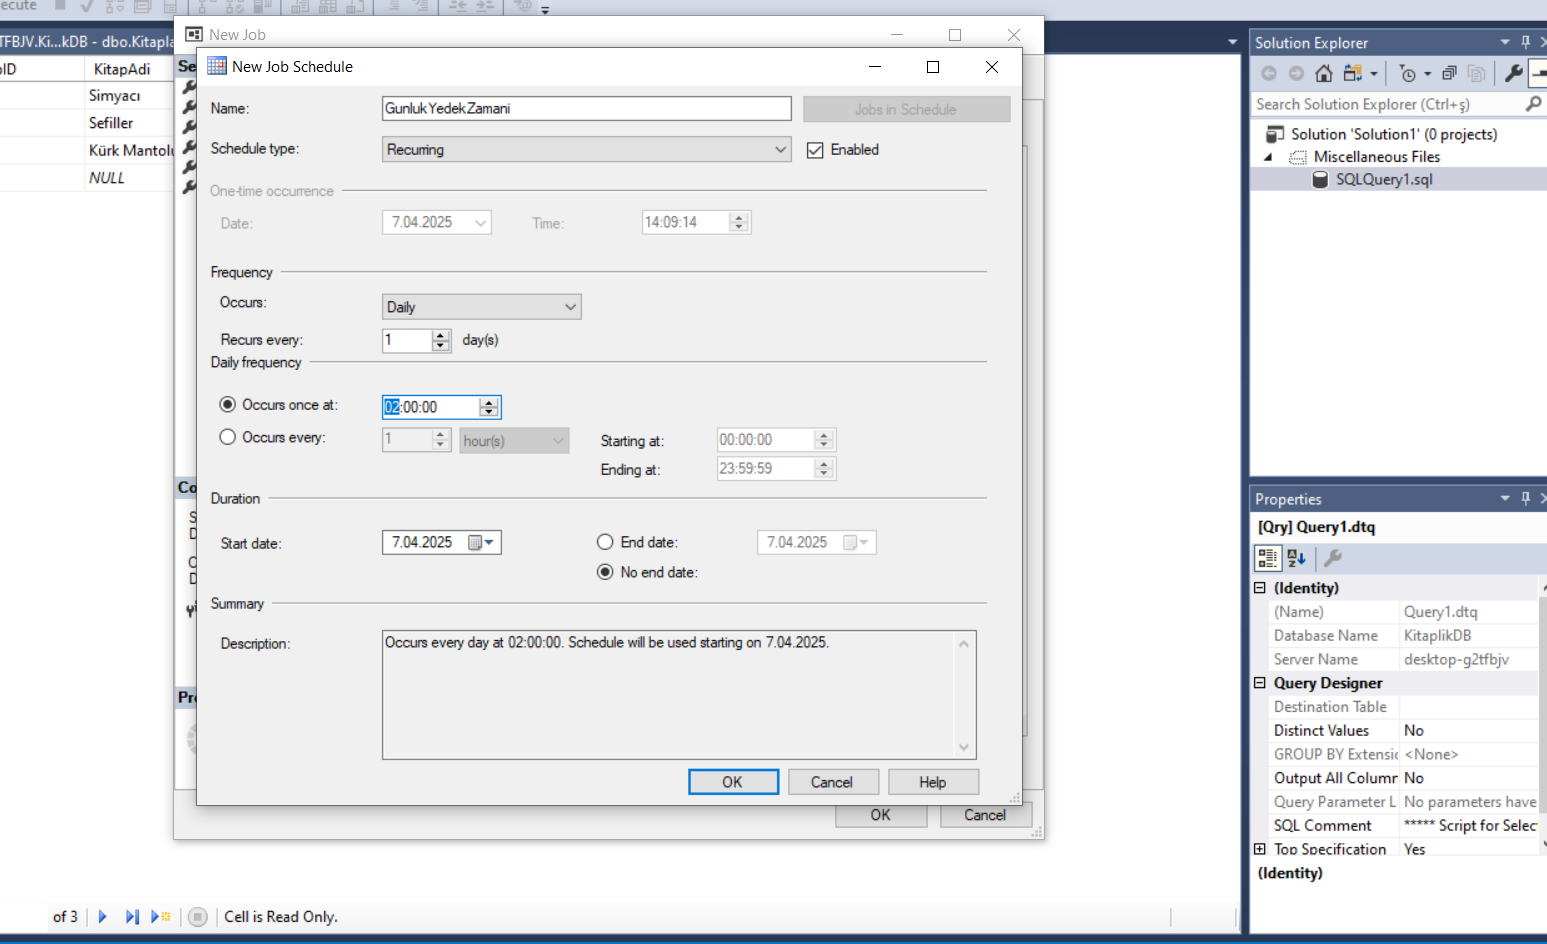 ecute
TFBJV.Ki...kDB - dbo.Kitapla
ID
KitapAdi
Simyacı
Sefiller
Kürk Mantolu
NULL
New Job
Se
Co
S
D
C
D
Pr
New Job Schedule
Name:
GunlukYedekZamani
Jobs in Schedule
Schedule type:
Recurring
Enabled
One-time occurrence
Date:
7.04.2025
Time:
14:09:14
Frequency
Occurs:
Daily
Recurs every:
1
day(s)
Daily frequency
Occurs once at:
02:00:00
Occurs every:
1
hour(s)
Starting at:
00:00:00
Ending at:
23:59:59
Duration
Start date:
7.04.2025
End date:
7.04.2025
No end date:
Summary
Description:
Occurs every day at 02:00:00. Schedule will be used starting on 7.04.2025.
OK
Cancel
Help
OK
Cancel
of 3
Cell is Read Only.
Solution Explorer
Search Solution Explorer (Ctrl+ş)
Solution 'Solution1' (0 projects)
Miscellaneous Files
SQLQuery1.sql
Properties
[Qry] Query1.dtq
(Identity)
(Name) Query1.dtq
Database Name KitaplikDB
Server Name desktop-g2tfbjv
Query Designer
Destination Table
Distinct Values No
GROUP BY Extensic <None>
Output All Columr No
Query Parameter L No parameters have
SQL Comment ***** Script for Selec
Top Specification Yes
(Identity)